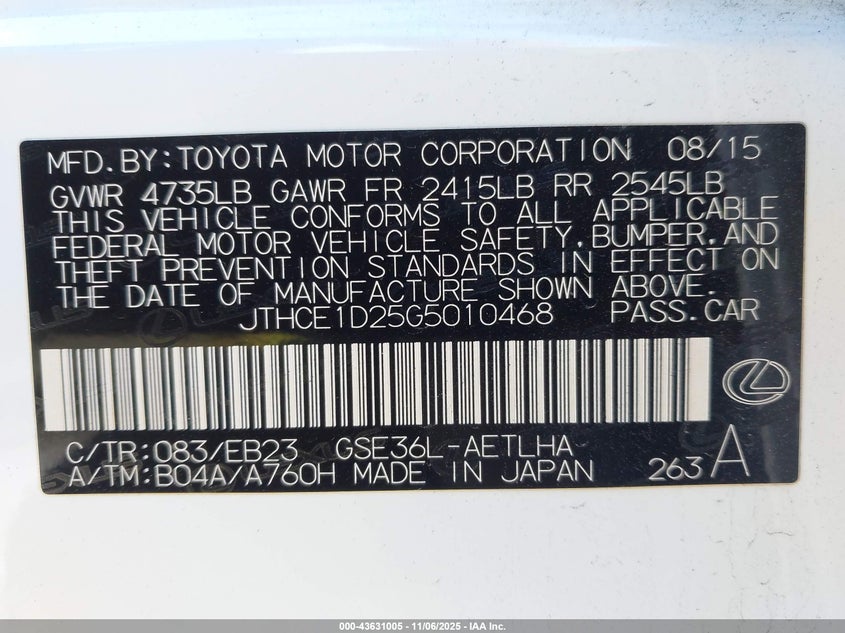 MFD.BY:TOYOTA MOTOR CORPORATION 08/15
GVWR 4735LB GAWR FR 2415LB RR 2545LB
THIS VEHICLE CONFORMS TO ALL APPLICABLE
FEDERAL MOTOR VEHICLE SAFETY,BUMPER,AND
THEFT PREVENTION STANDARDS IN EFFECT ON
THE DATE OF MANUFACTURE SHOWN ABOVE.
JTHCE1D25G5010468 PASS.CAR
C/TR:083/EB23 GSE36L-AETLHA
A/TM:B04A/A760H MADE IN JAPAN 263 A
000-43631005 - 11/06/2025 - IAA Inc.